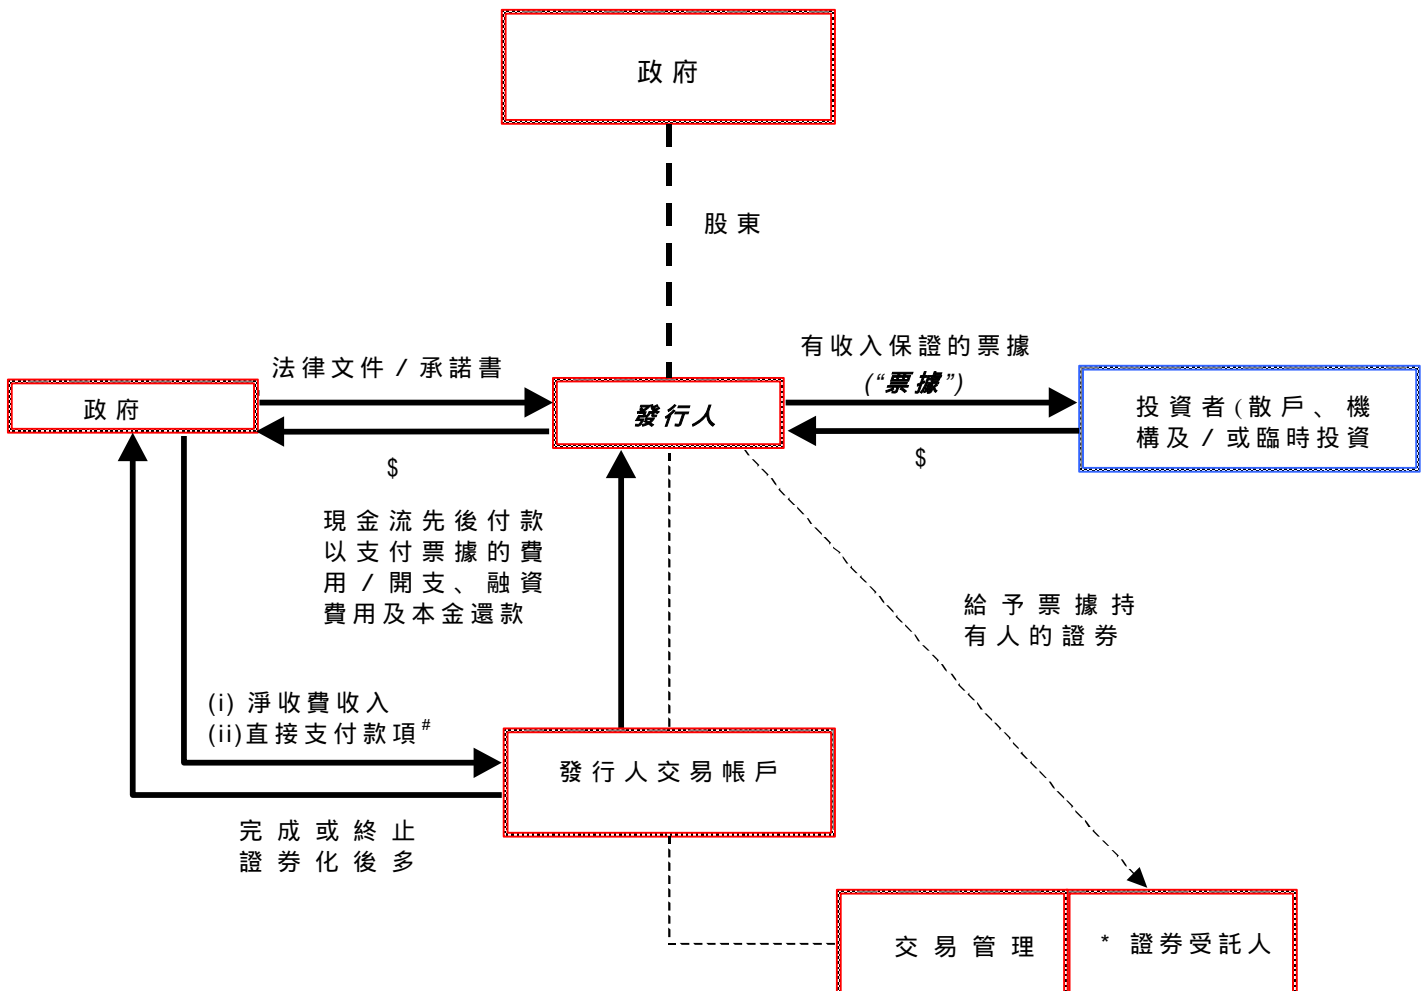 政府
股東
法律文件 / 承諾書
有收入保證的票據
(“票據”)
政府
發行人
投資者(散戶、機
構及 / 或臨時投資
$
$
現金流先後付款
以支付票據的費
用 / 開支、融資
費用及本金還款
給予票據持
有人的證券
(i) 淨收費收入
(ii)直接支付款項#
發行人交易帳戶
完成或終止
證券化後多
交易管理
* 證券受託人